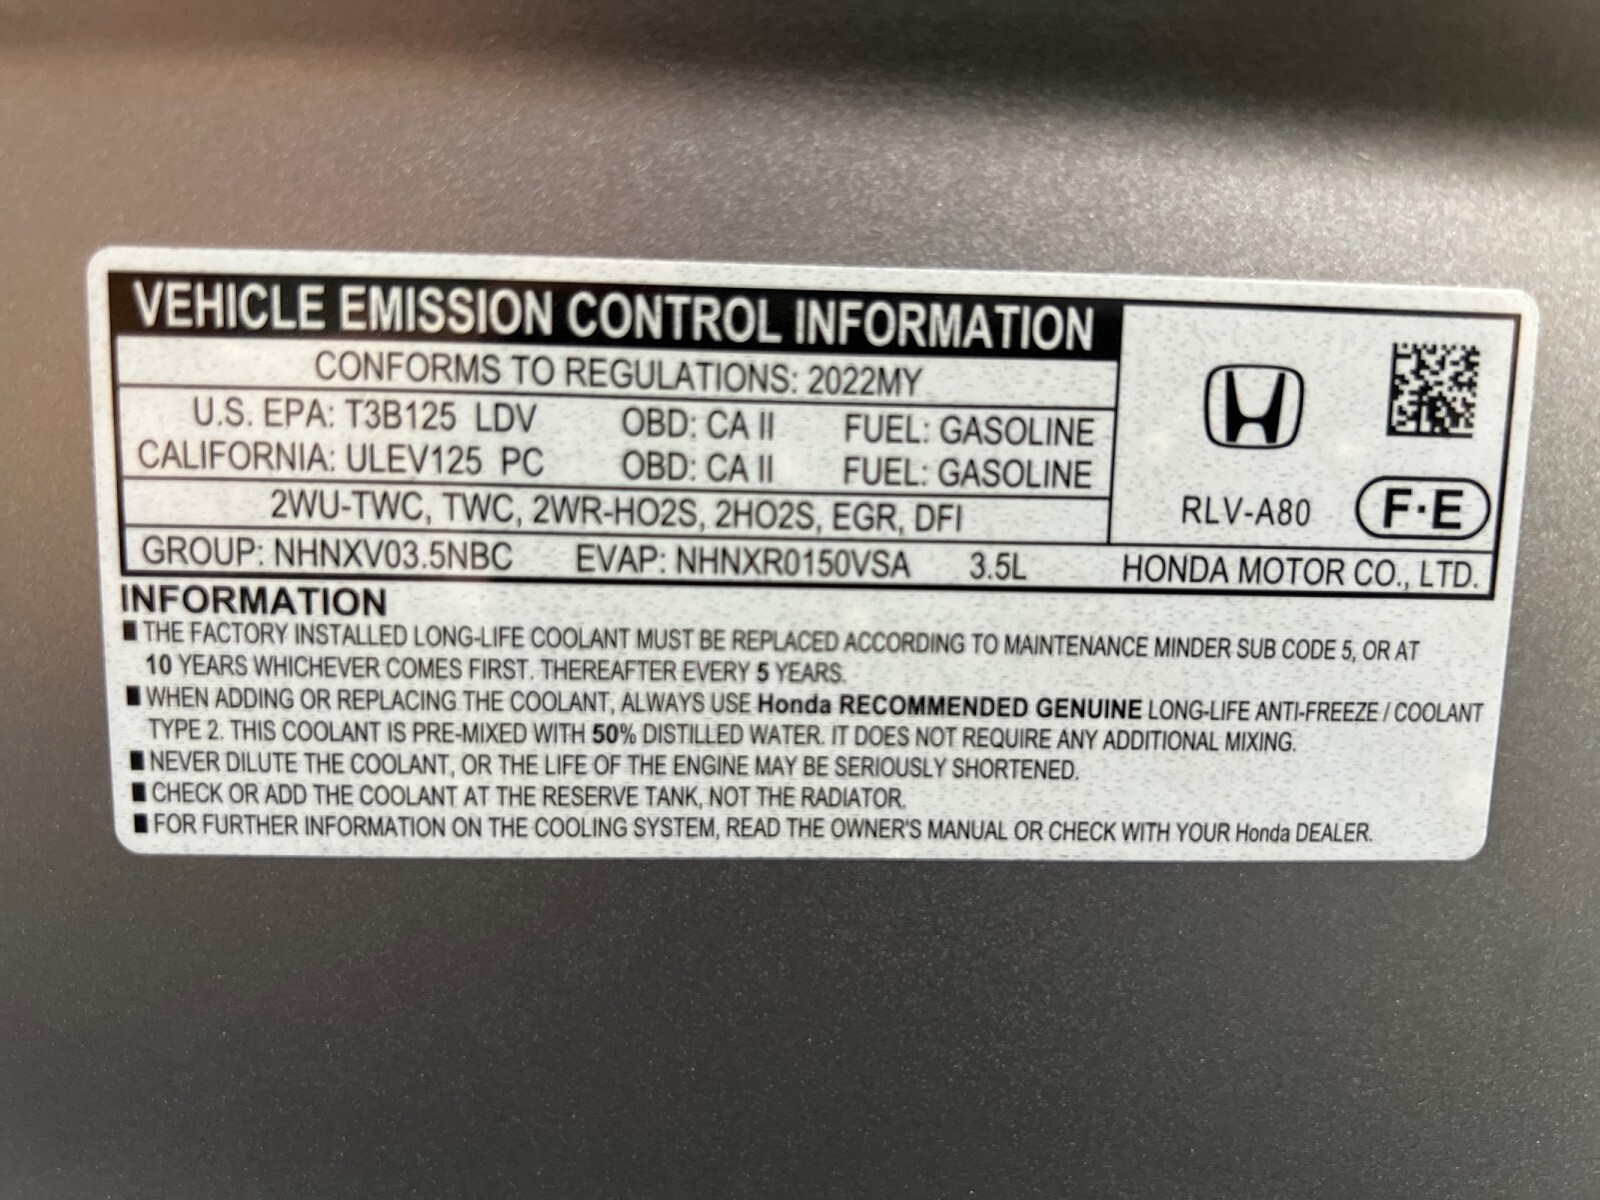 VEHICLE EMISSION CONTROL INFORMATION
CONFORMS TO REGULATIONS: 2022MY
U.S. EPA: T3B125 LDV OBD: CA II FUEL: GASOLINE
CALIFORNIA: ULEV125 PC OBD: CA II FUEL: GASOLINE
2WU-TWC, TWC, 2WR-HO2S, 2HO2S, EGR, DFI
RLV-A80 F·E
GROUP: NHNXV03.5NBC EVAP: NHNXR0150VSA 3.5L HONDA MOTOR CO., LTD.
INFORMATION
■ THE FACTORY INSTALLED LONG-LIFE COOLANT MUST BE REPLACED ACCORDING TO MAINTENANCE MINDER SUB CODE 5, OR AT
10 YEARS WHICHEVER COMES FIRST. THEREAFTER EVERY 5 YEARS.
■ WHEN ADDING OR REPLACING THE COOLANT, ALWAYS USE Honda RECOMMENDED GENUINE LONG-LIFE ANTI-FREEZE / COOLANT
TYPE 2. THIS COOLANT IS PRE-MIXED WITH 50% DISTILLED WATER. IT DOES NOT REQUIRE ANY ADDITIONAL MIXING.
■ NEVER DILUTE THE COOLANT, OR THE LIFE OF THE ENGINE MAY BE SERIOUSLY SHORTENED.
■ CHECK OR ADD THE COOLANT AT THE RESERVE TANK, NOT THE RADIATOR.
■ FOR FURTHER INFORMATION ON THE COOLING SYSTEM, READ THE OWNER'S MANUAL OR CHECK WITH YOUR Honda DEALER.